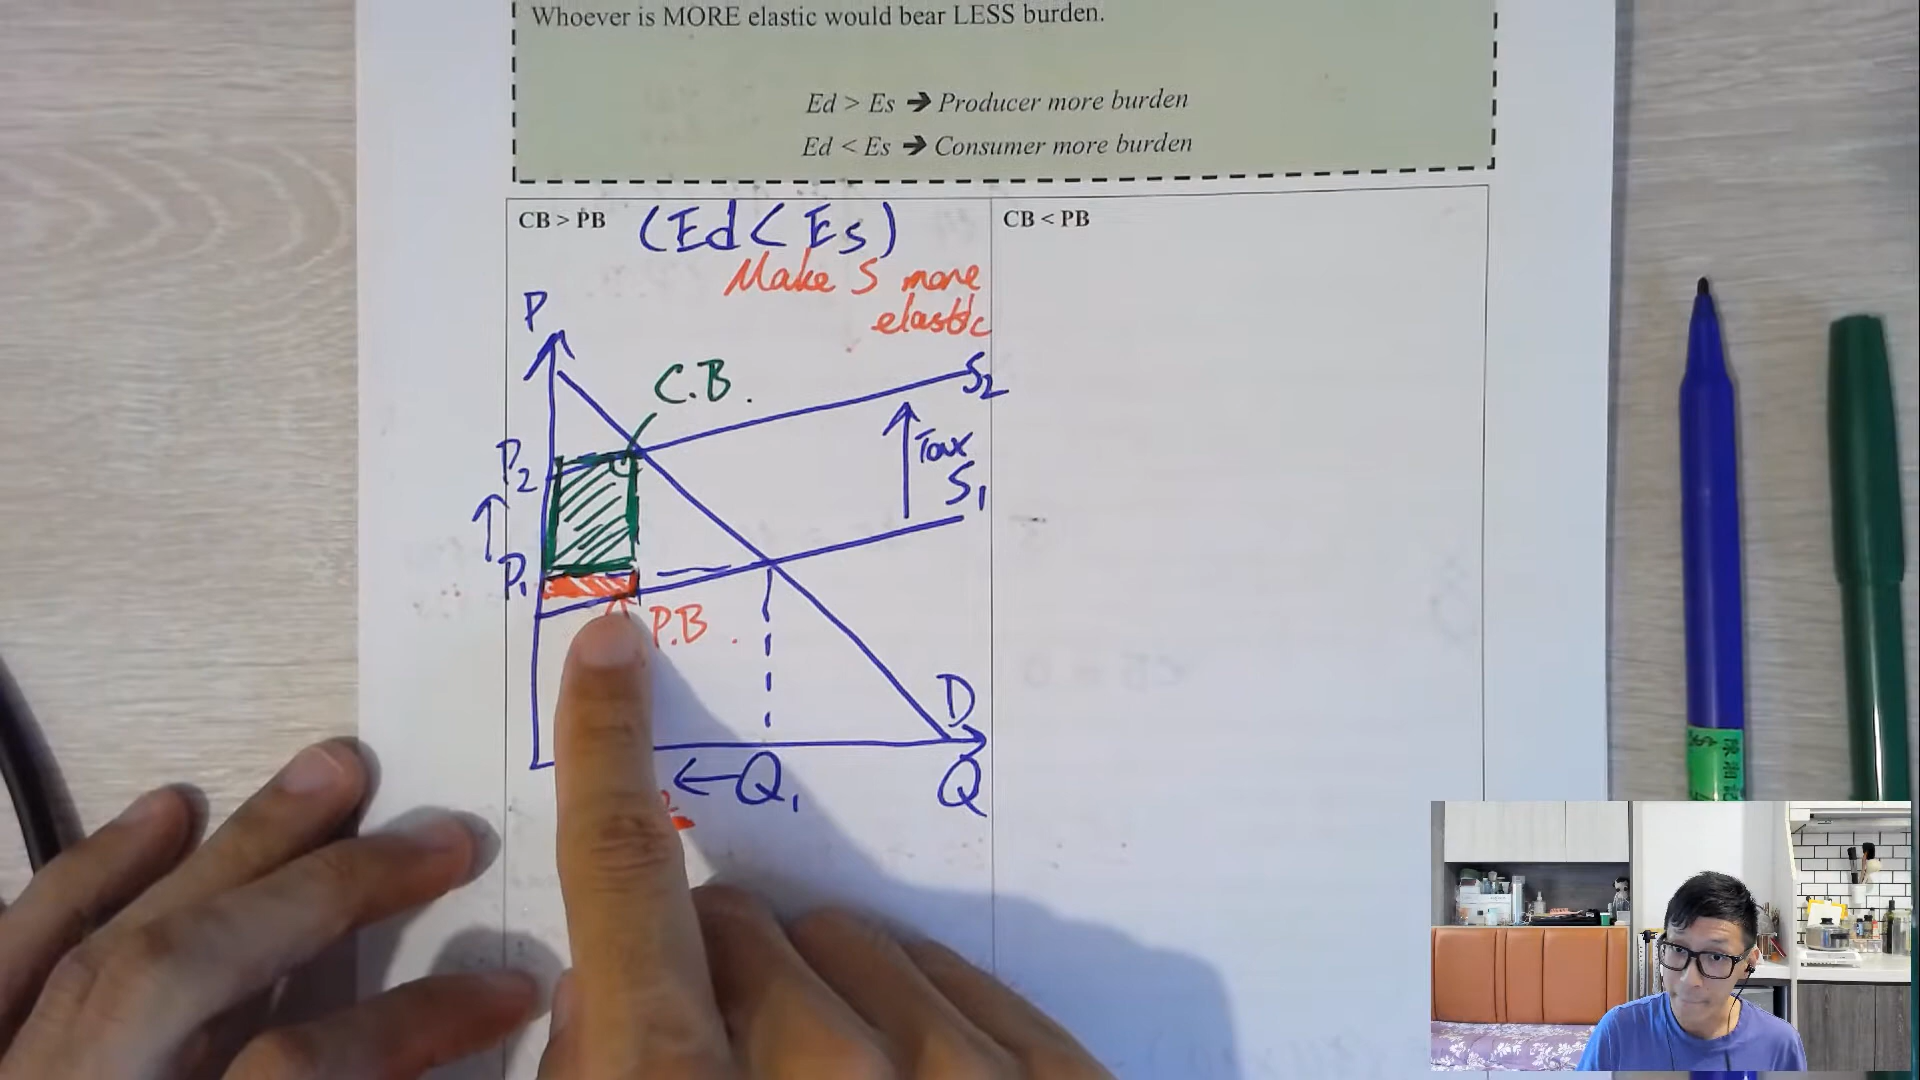 Whoever is MORE elastic would bear LESS burden.
Ed > Es ➔ Producer more burden
Ed < Es ➔ Consumer more burden
CB > PB
(Ed < Es)
CB < PB
Make S more
elastic
P
C.B.
S2
Tax
P2
S1
P1
P.B.
D
←Q1
Q